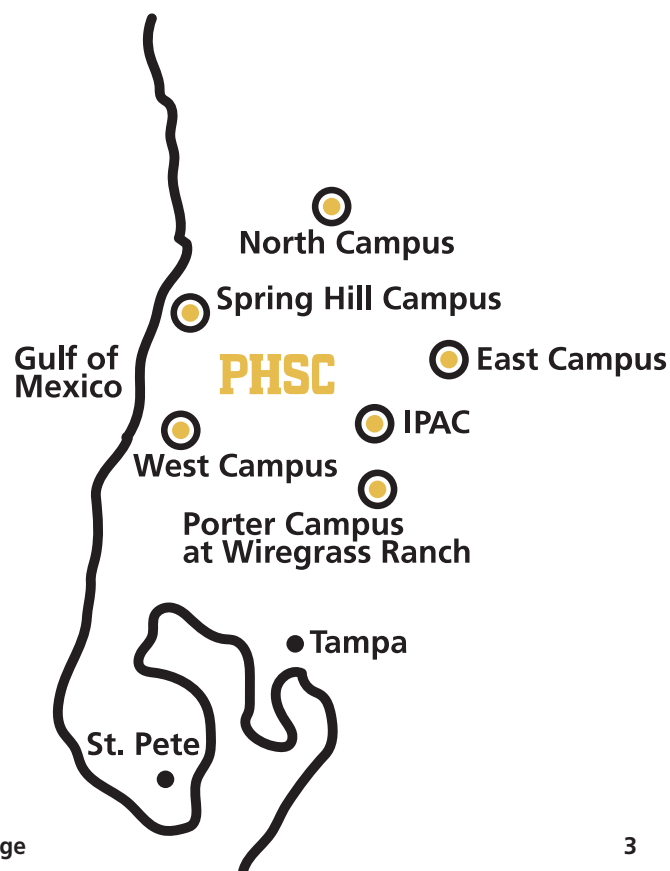 North Campus
Spring Hill Campus
Gulf of
Mexico
PHSC
East Campus
IPAC
West Campus
Porter Campus
at Wiregrass Ranch
Tampa
St. Pete
ge
3